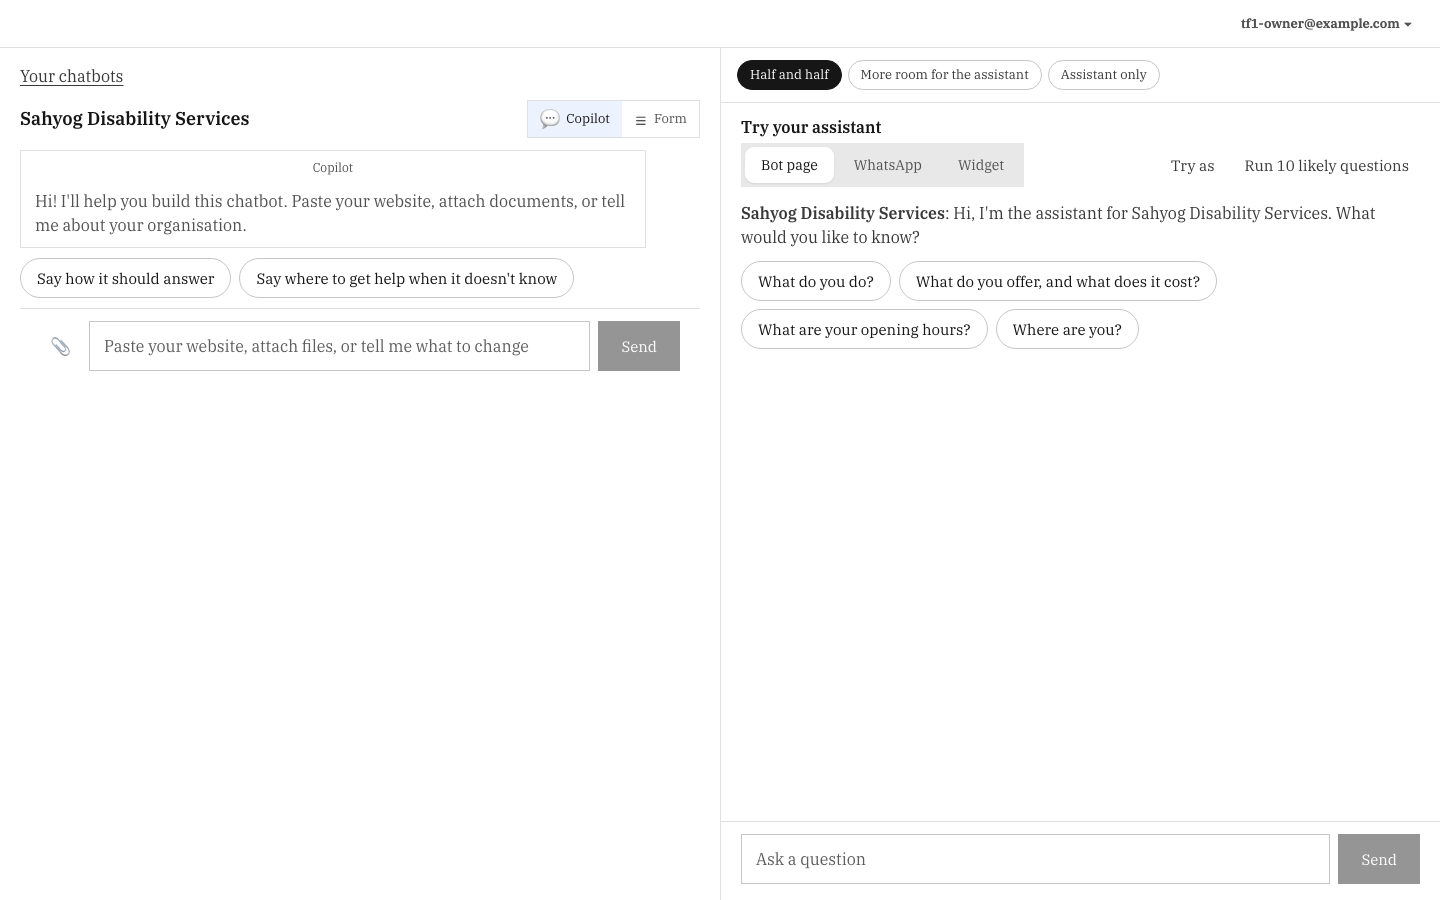 tf1-owner@example.com
Your chatbots
Sahyog Disability Services
Copilot
Form
Copilot
Hi! I'll help you build this chatbot. Paste your website, attach documents, or tell
me about your organisation.
Say how it should answer
Say where to get help when it doesn't know
Paste your website, attach files, or tell me what to change
Send
Half and half
More room for the assistant
Assistant only
Try your assistant
Bot page
WhatsApp
Widget
Try as
Run 10 likely questions
Sahyog Disability Services: Hi, I'm the assistant for Sahyog Disability Services. What
would you like to know?
What do you do?
What do you offer, and what does it cost?
What are your opening hours?
Where are you?
Ask a question
Send